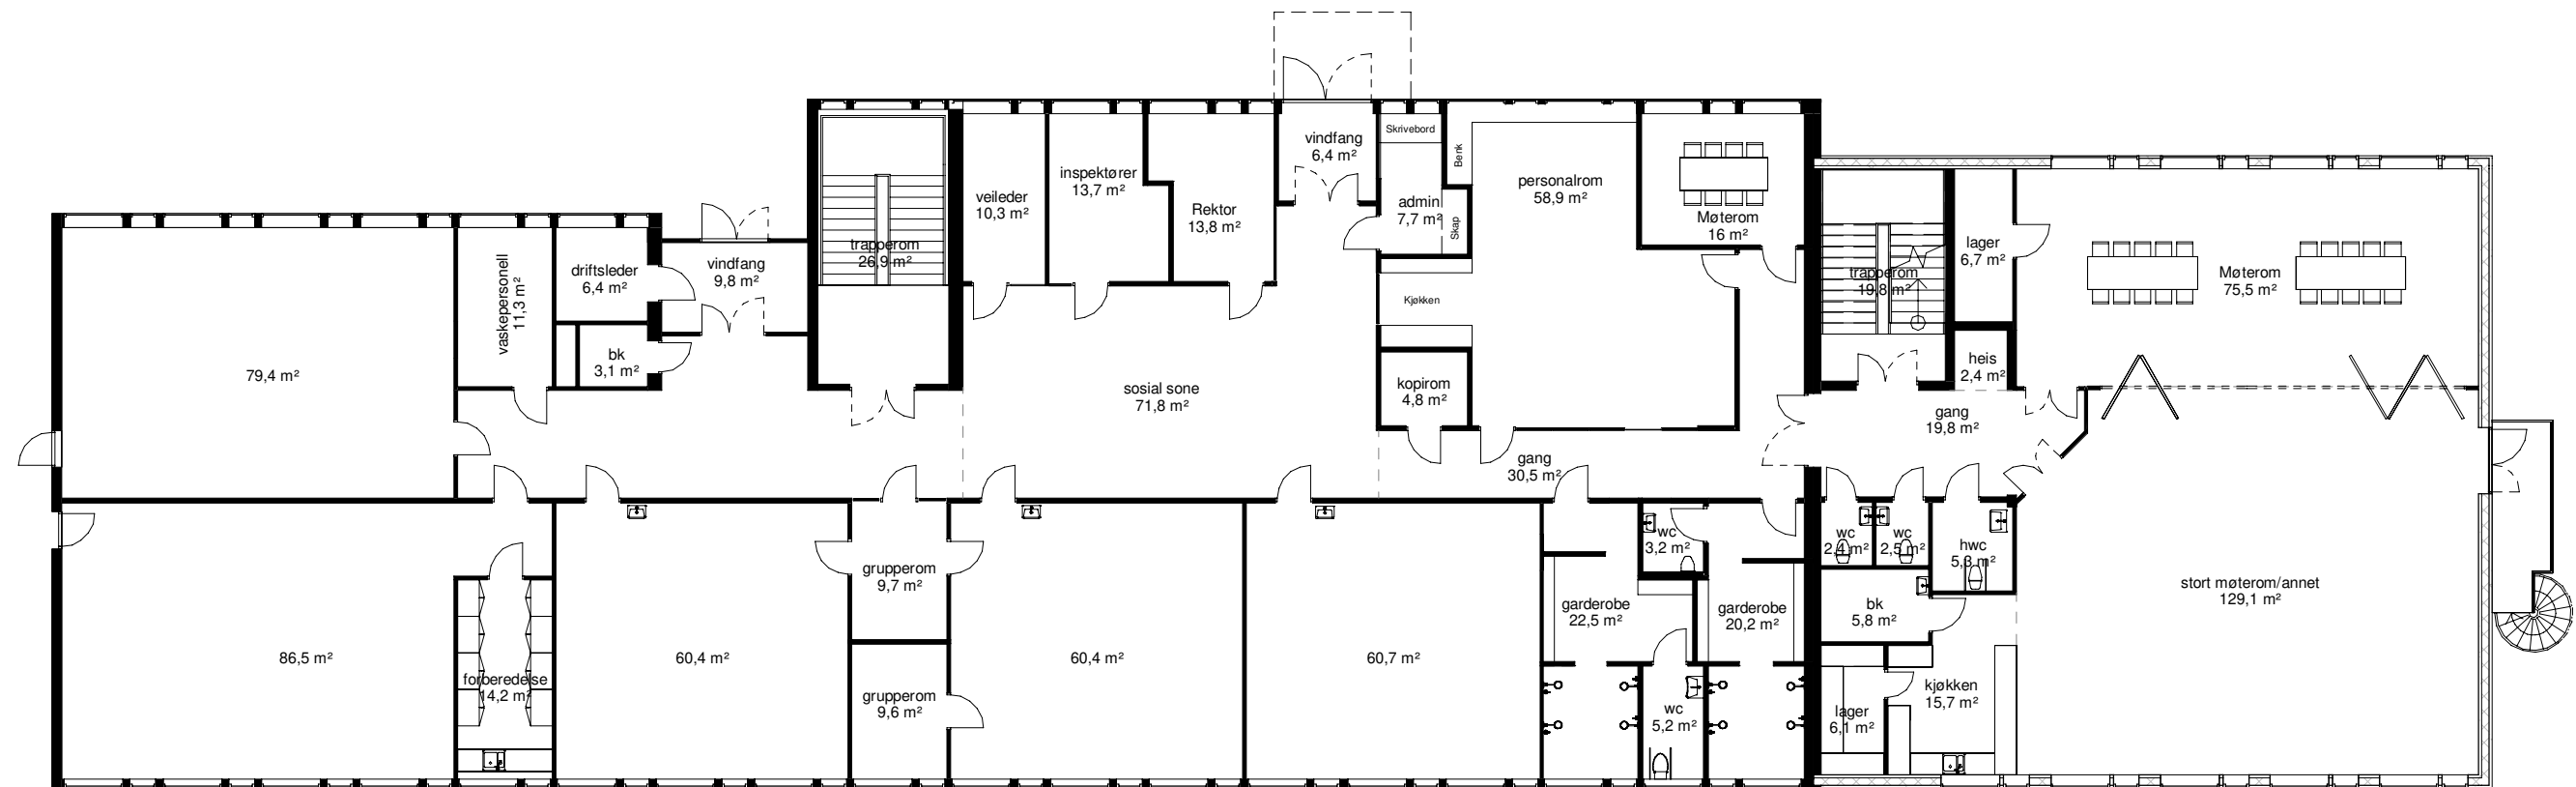 Skrivebord
vindfang
6,4 m²
Benk
personalrom
58,9 m²
inspektører
13,7 m²
veileder
10,3 m²
Rektor
13,8 m²
admin
7,7 m²
Skap
Møterom
16 m²
trapperom
26,9 m²
vindfang
9,8 m²
driftsleder
6,4 m²
vaskepersonell
11,3 m²
lager
6,7 m²
trapperom
19,8 m²
Møterom
75,5 m²
Kjøkken
bk
3,1 m²
79,4 m²
sosial sone
71,8 m²
kopirom
4,8 m²
heis
2,4 m²
gang
19,8 m²
gang
30,5 m²
wc
3,2 m²
wc
2,4 m²
wc
2,5 m²
hwc
5,3 m²
grupperom
9,7 m²
garderobe
22,5 m²
garderobe
20,2 m²
bk
5,8 m²
stort møterom/annet
129,1 m²
86,5 m²
forberedelse
14,2 m²
60,4 m²
grupperom
9,6 m²
60,4 m²
60,7 m²
wc
5,2 m²
lager
6,1 m²
kjøkken
15,7 m²